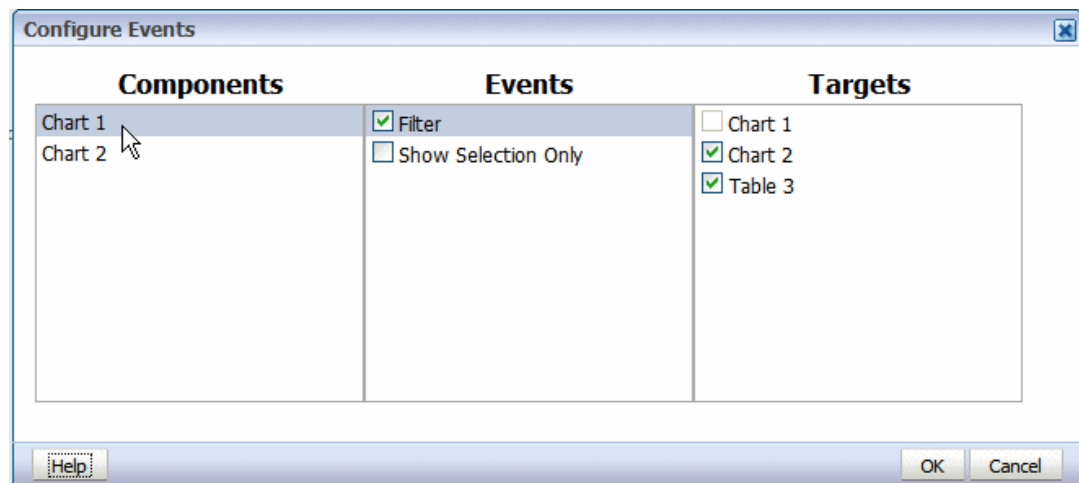 Configure Events
Components Events Targets
Chart 1 Filter Chart 1
Chart 2 Show Selection Only Chart 2
Table 3
Help OK Cancel